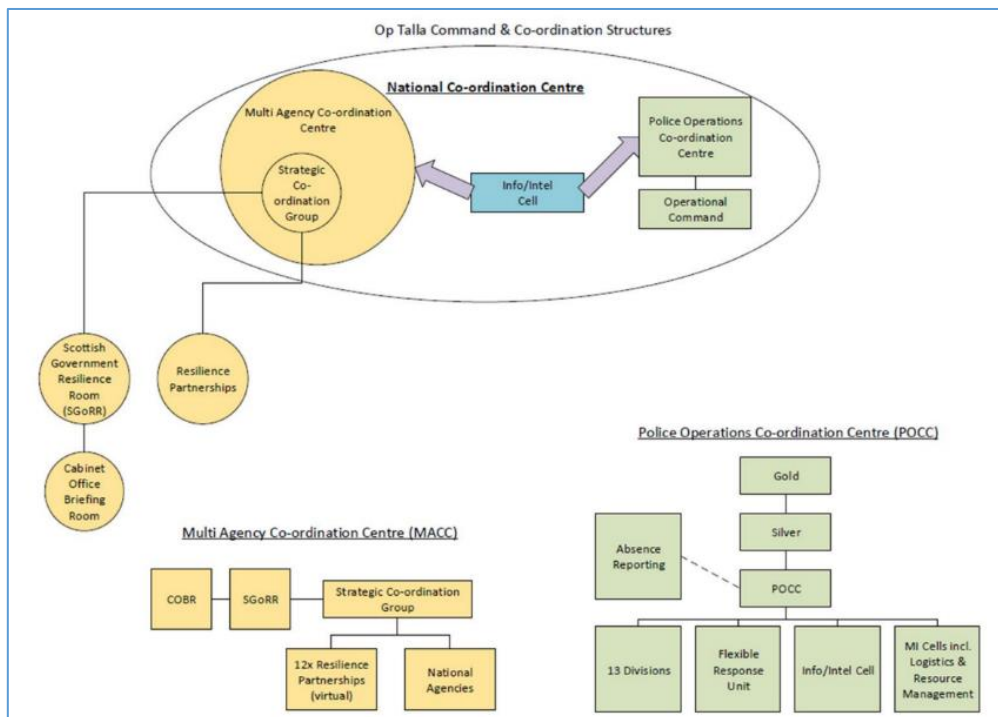 Op Talla Command & Co-ordination Structures
National Co-ordination Centre
Multi Agency Co-ordination
Centre
Strategic
Co-
ordination
Group
Info/Intel
Cell
Police Operations
Co-ordination
Centre
Operational
Command
Scottish
Government
Resilience
Room
(SGoRR)
Resilience
Partnerships
Cabinet
Office
Briefing
Room
Multi Agency Co-ordination Centre (MACC)
COBR
SGoRR
Strategic Co-ordination
Group
12x Resilience
Partnerships
(virtual)
National
Agencies
Police Operations Co-ordination Centre (POCC)
Gold
Silver
Absence
Reporting
POCC
13 Divisions
Flexible
Response
Unit
Info/Intel Cell
MI Cells incl.
Logistics &
Resource
Management